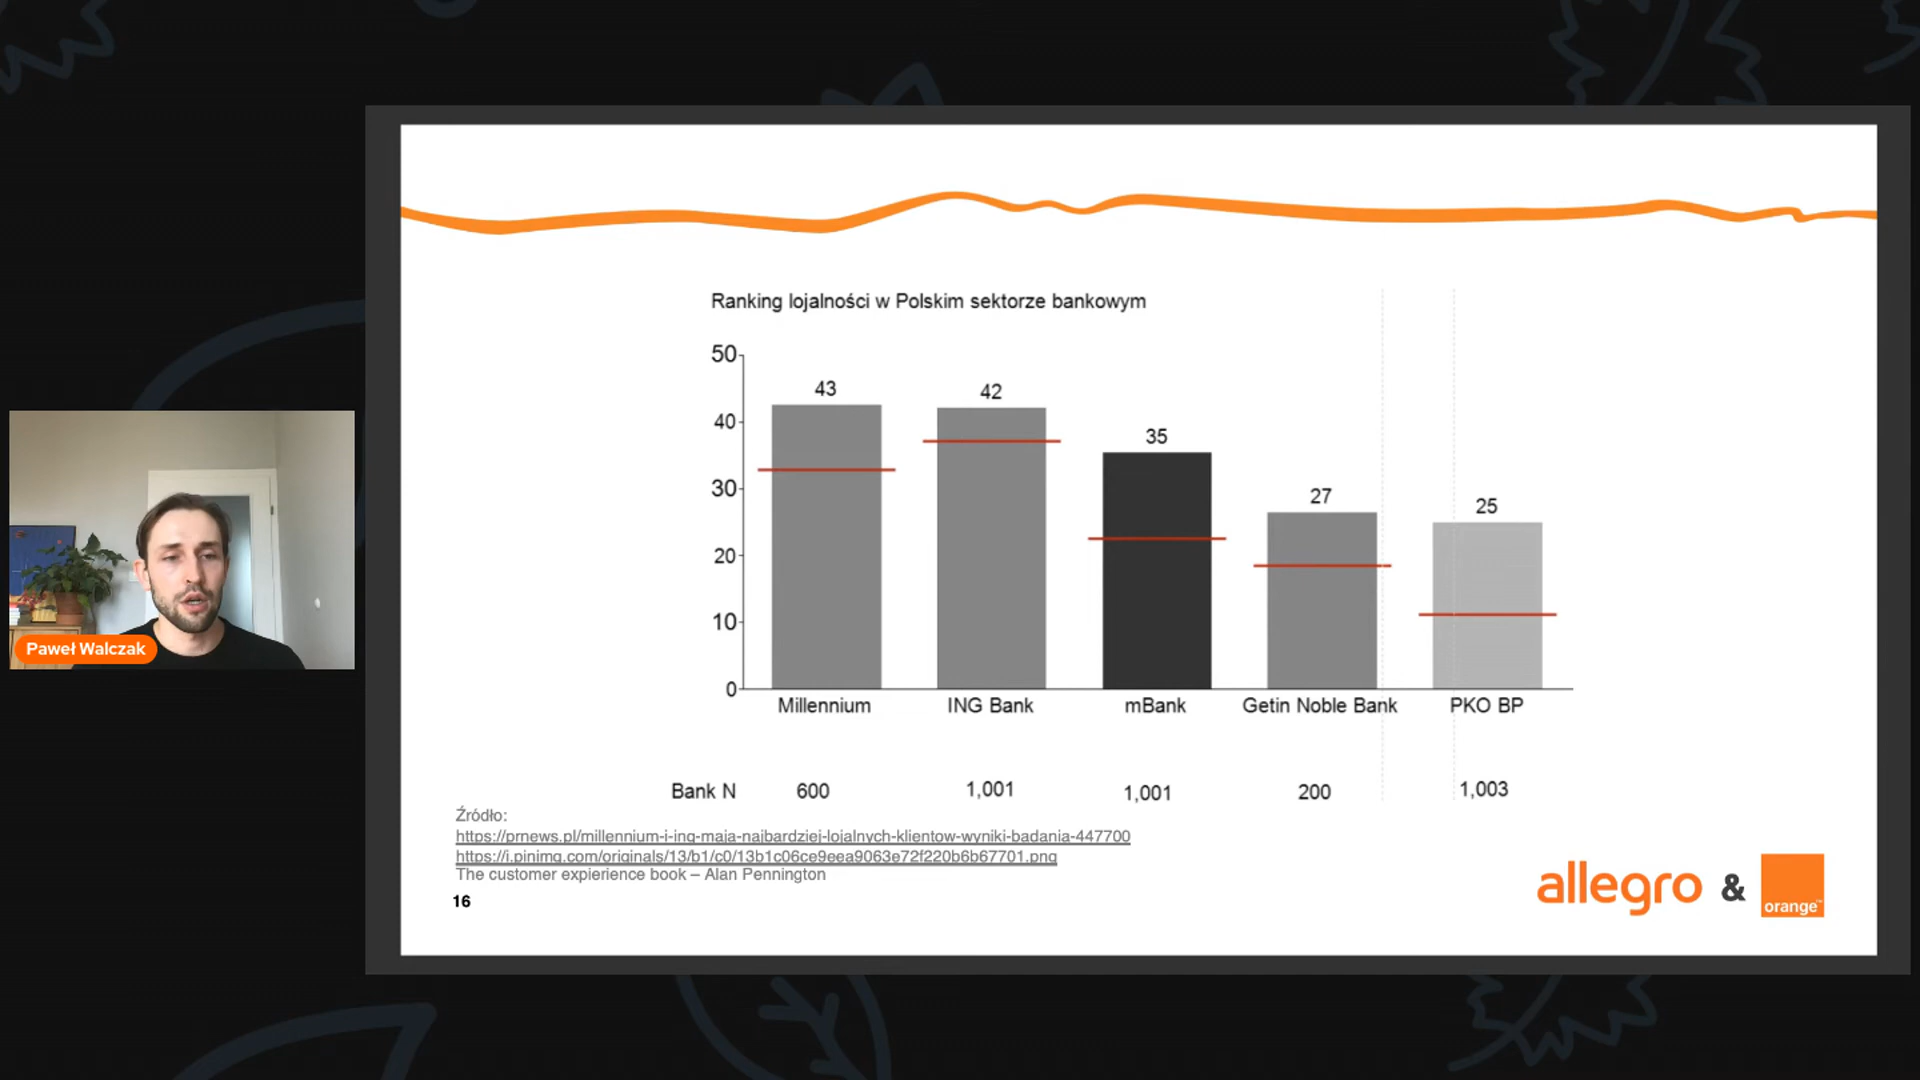 Ranking lojalności w Polskim sektorze bankowym
50
40
30
20
10
0
43
42
35
27
25
Millennium
ING Bank
mBank
Getin Noble Bank
PKO BP
Bank N 600 1,001 1,001 200 1,003
Źródło:
https://prnews.pl/millennium-i-ing-maja-najbardziej-lojalnych-klientow-wyniki-badania-447700
https://i.pinimg.com/originals/13/b1/c0/13b1c06ce9eea9063e72f220b6b67701.png
The customer expierience book – Alan Pennington
16
allegro & orange™
Paweł Walczak